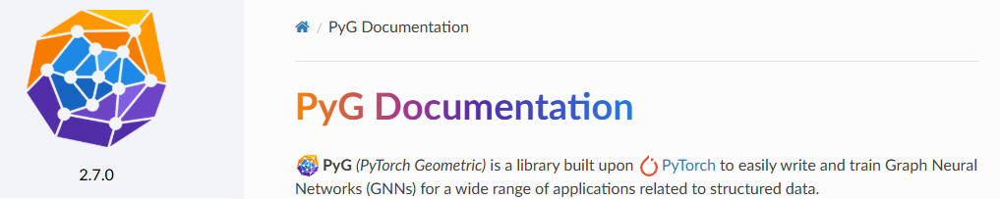 / PyG Documentation
PyG Documentation
PyG (PyTorch Geometric) is a library built upon PyTorch to easily write and train Graph Neural
Networks (GNNs) for a wide range of applications related to structured data.
2.7.0